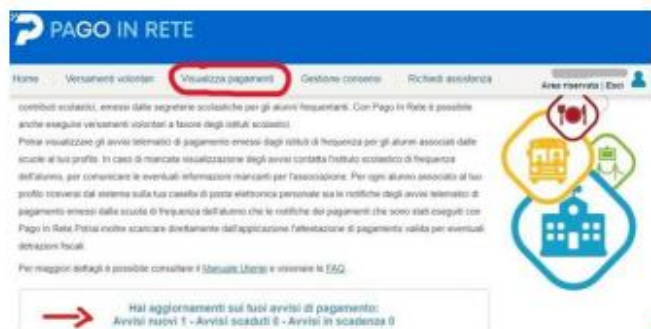 PAGO IN RETE
Home Versamenti volontari Visualizza pagamenti Gestione consensi Richiedi assistenza
Area riservata | Esci
contributi scolastici, emessi dalle segreterie scolastiche per gli alunni frequentanti. Con Pago In Rete è possibile
anche eseguire versamenti volontari a favore degli istituti scolastici.
Potrai visualizzare gli avvisi telematici di pagamento emessi dagli istituti di frequenza per gli alunni associati dalle
scuole al tuo profilo. In caso di mancata visualizzazione degli avvisi contatta l'istituto scolastico di frequenza
dell'alunno, per comunicare le eventuali informazioni mancanti per l'associazione. Per ogni alunno associato al tuo
profilo riceverai dal sistema sulla tua casella di posta elettronica personale sia le notifiche degli avvisi telematici di
pagamento emessi dalla scuola di frequenza dell'alunno che le notifiche dei pagamenti che sono stati eseguiti con
Pago in Rete.Potrai inoltre scaricare direttamente dall'applicazione l'attestazione di pagamento valida per eventuali
detrazioni fiscali.
Per maggiori dettagli è possibile consultare il Manuale Utente e visionare le FAQ.
Hai aggiornamenti sui tuoi avvisi di pagamento:
Avvisi nuovi 1 - Avvisi scaduti 0 - Avvisi in scadenza 0